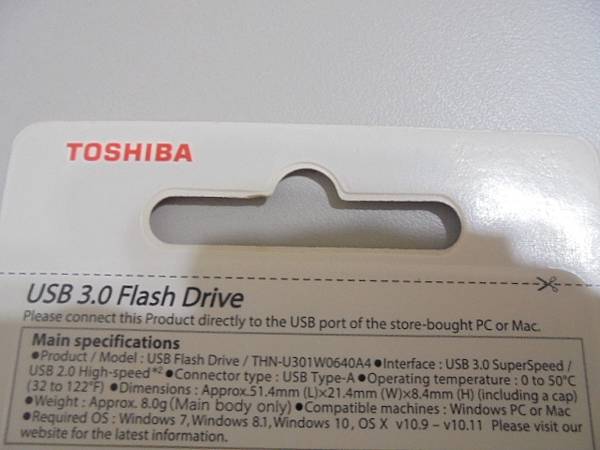 TOSHIBA
USB 3.0 Flash Drive
Please connect this Product directly to the USB port of the store-bought PC or Mac.
Main specifications
●Product / Model : USB Flash Drive / THN-U301W0640A4 ●Interface : USB 3.0 SuperSpeed /
USB 2.0 High-speed*2 ●Connector type : USB Type-A ●Operating temperature : 0 to 50°C
(32 to 122°F) ●Dimensions : Approx.51.4mm (L)×21.4mm (W)×8.4mm (H) (including a cap)
●Weight : Approx. 8.0g (Main body only) ●Compatible machines : Windows PC or Mac
●Required OS : Windows 7, Windows 8.1, Windows 10 , OS X v10.9 – v10.11 Please visit our
website for the latest information.